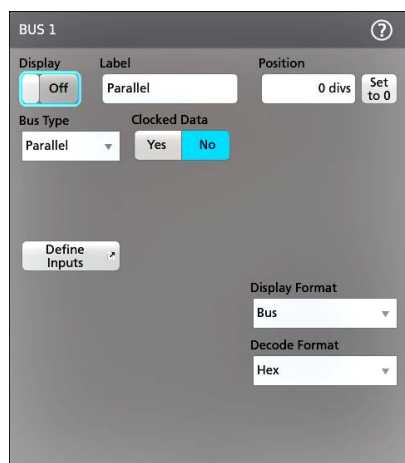 BUS 1 ?
Display Label Position
Off Parallel 0 divs Set to 0
Bus Type Clocked Data
Parallel Yes No
Define
Inputs
Display Format
Bus
Decode Format
Hex